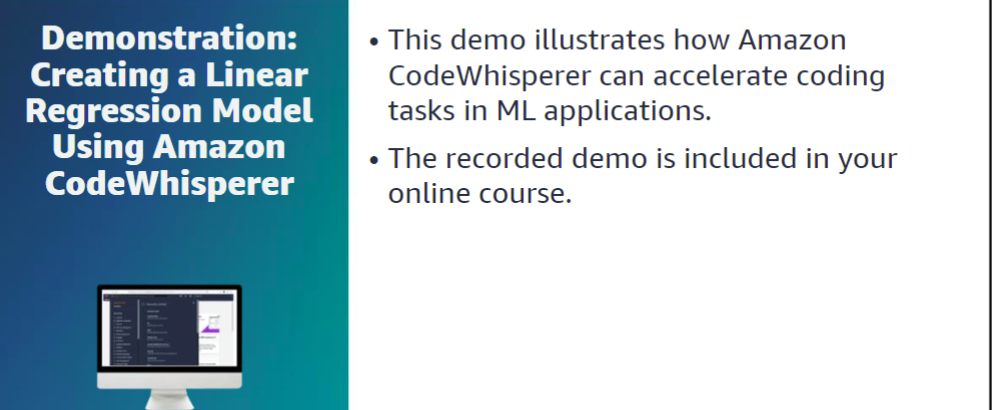 Demonstration:
Creating a Linear
Regression Model
Using Amazon
CodeWhisperer
• This demo illustrates how Amazon
CodeWhisperer can accelerate coding
tasks in ML applications.
• The recorded demo is included in your
online course.